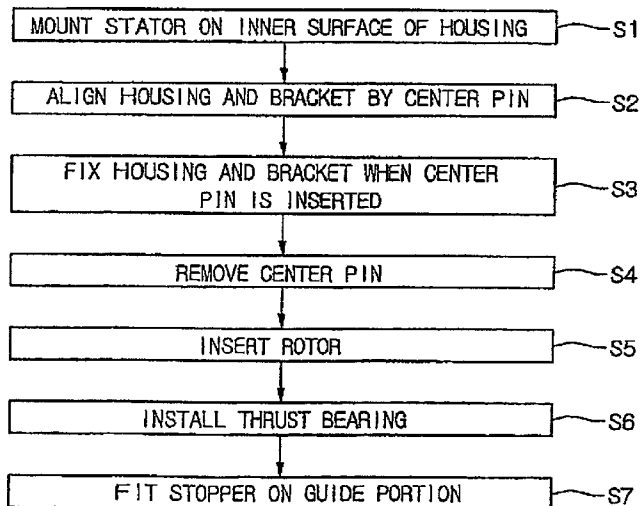 MOUNT STATOR ON INNER SURFACE OF HOUSING S1
ALIGN HOUSING AND BRACKET BY CENTER PIN S2
FIX HOUSING AND BRACKET WHEN CENTER
PIN IS INSERTED S3
REMOVE CENTER PIN S4
INSERT ROTOR S5
INSTALL THRUST BEARING S6
FIT STOPPER ON GUIDE PORTION S7